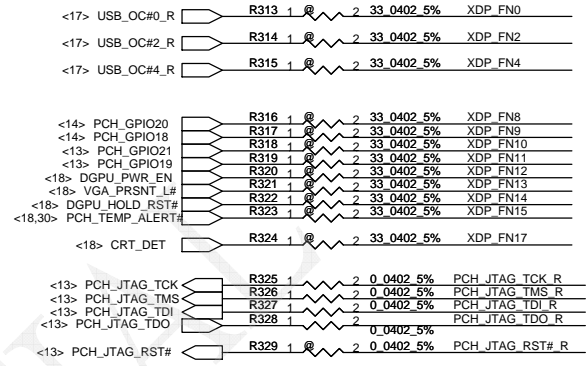 <17> USB_OC#0_R R313 1 @ 2 33_0402_5% XDP_FN0
<17> USB_OC#2_R R314 1 @ 2 33_0402_5% XDP_FN2
<17> USB_OC#4_R R315 1 @ 2 33_0402_5% XDP_FN4
<14> PCH_GPIO20 R316 1 @ 2 33_0402_5% XDP_FN8
<14> PCH_GPIO18 R317 1 @ 2 33_0402_5% XDP_FN9
<13> PCH_GPIO21 R318 1 @ 2 33_0402_5% XDP_FN10
<13> PCH_GPIO19 R319 1 @ 2 33_0402_5% XDP_FN11
<18> DGPU_PWR_EN R320 1 @ 2 33_0402_5% XDP_FN12
<18> VGA_PRSNT_L# R321 1 @ 2 33_0402_5% XDP_FN13
<18> DGPU_HOLD_RST# R322 1 @ 2 33_0402_5% XDP_FN14
<18,30> PCH_TEMP_ALERT# R323 1 @ 2 33_0402_5% XDP_FN15
<18> CRT_DET R324 1 @ 2 33_0402_5% XDP_FN17
<13> PCH_JTAG_TCK R325 1 2 0_0402_5% PCH_JTAG_TCK_R
<13> PCH_JTAG_TMS R326 1 2 0_0402_5% PCH_JTAG_TMS_R
<13> PCH_JTAG_TDI R327 1 2 0_0402_5% PCH_JTAG_TDI_R
<13> PCH_JTAG_TDO R328 1 2 PCH_JTAG_TDO_R
0_0402_5%
<13> PCH_JTAG_RST# R329 1 @ 2 0_0402_5% PCH_JTAG_RST#_R